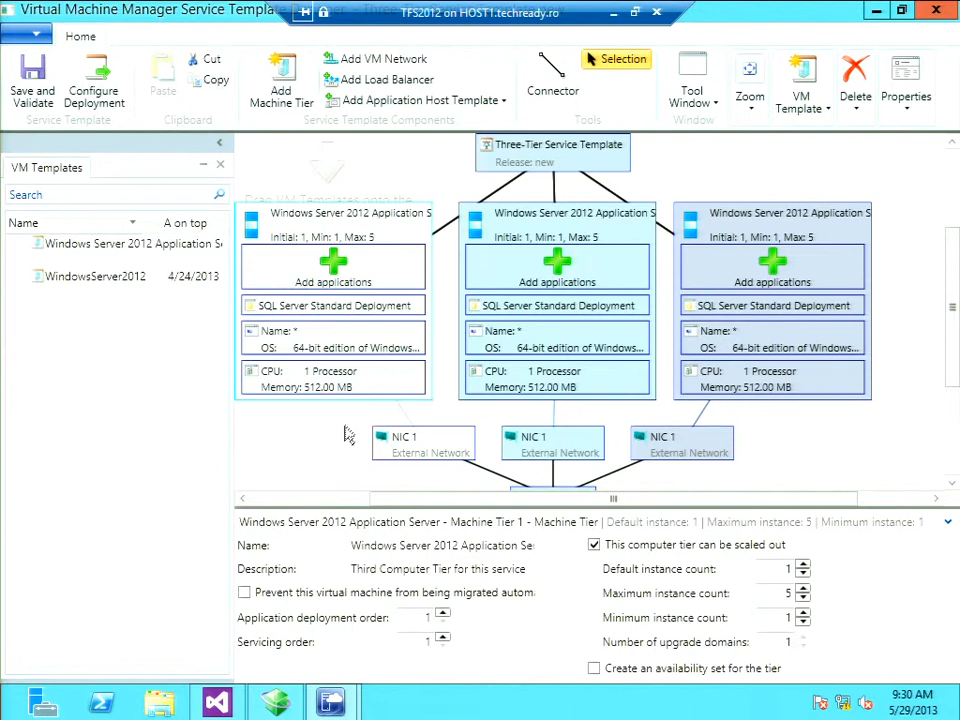 Virtual Machine Manager Service Template
TFS2012 on HOST1.techready.ro
Home
Save and Validate
Configure Deployment
Service Template
Paste
Cut
Copy
Clipboard
Add Machine Tier
Add VM Network
Add Load Balancer
Add Application Host Template
Service Template Components
Connector
Selection
Tools
Tool Window
Window
Zoom
VM Template
Delete
Properties
VM Templates
Search
Name
A on top
Windows Server 2012 Application Se
WindowsServer2012 4/24/2013
Drag VM Templates onto the
Three-Tier Service Template
Release: new
Windows Server 2012 Application S
Initial: 1, Min: 1, Max: 5
Add applications
SQL Server Standard Deployment
Name: *
OS: 64-bit edition of Windows...
CPU: 1 Processor
Memory: 512.00 MB
Windows Server 2012 Application S
Initial: 1, Min: 1, Max: 5
Add applications
SQL Server Standard Deployment
Name: *
OS: 64-bit edition of Windows...
CPU: 1 Processor
Memory: 512.00 MB
Windows Server 2012 Application S
Initial: 1, Min: 1, Max: 5
Add applications
SQL Server Standard Deployment
Name: *
OS: 64-bit edition of Windows...
CPU: 1 Processor
Memory: 512.00 MB
NIC 1
External Network
NIC 1
External Network
NIC 1
External Network
Windows Server 2012 Application Server - Machine Tier 1 - Machine Tier | Default instance: 1 | Maximum instance: 5 | Minimum instance: 1
Name: Windows Server 2012 Application Se
Description: Third Computer Tier for this service
Prevent this virtual machine from being migrated autom
Application deployment order: 1
Servicing order: 1
This computer tier can be scaled out
Default instance count: 1
Maximum instance count: 5
Minimum instance count: 1
Number of upgrade domains: 1
Create an availability set for the tier
9:30 AM
5/29/2013